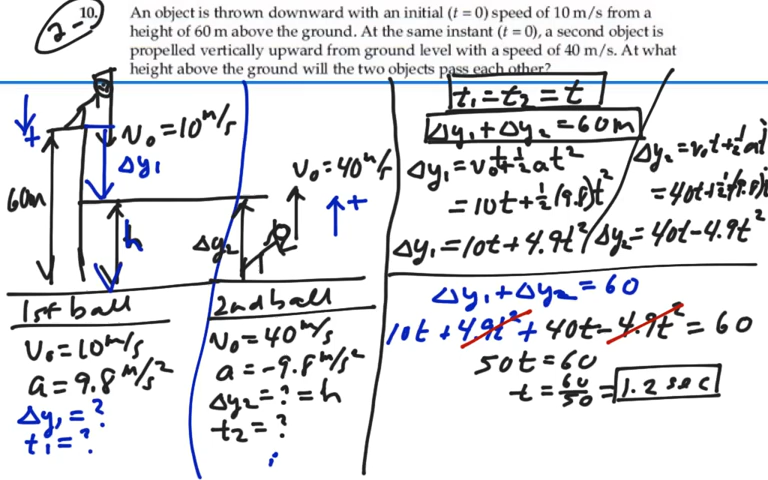 2-
10. An object is thrown downward with an initial (t = 0) speed of 10 m/s from a
height of 60 m above the ground. At the same instant (t = 0), a second object is
propelled vertically upward from ground level with a speed of 40 m/s. At what
height above the ground will the two objects pass each other?
+
v₀ = 10 m/s
Δy₁
60m
h
1st ball
v₀ = 10 m/s
a = 9.8 m/s²
Δy₁ = ?
t₁ = ?
v₀ = 40 m/s
+
Δy₂
2nd ball
v₀ = 40 m/s
a = -9.8 m/s²
Δy₂ = ? = h
t₂ = ?
t₁ = t₂ = t
Δy₁ + Δy₂ = 60m
Δy₁ = v₀t + ½at²
= 10t + ½(9.8)t²
Δy₁ = 10t + 4.9t²
Δy₂ = v₀t + ½at
= 40t + ½(-9.8)
Δy₂ = 40t - 4.9t²
Δy₁ + Δy₂ = 60
10t + 4.9t² + 40t - 4.9t² = 60
50t = 60
t = 60/50 = 1.2 sec